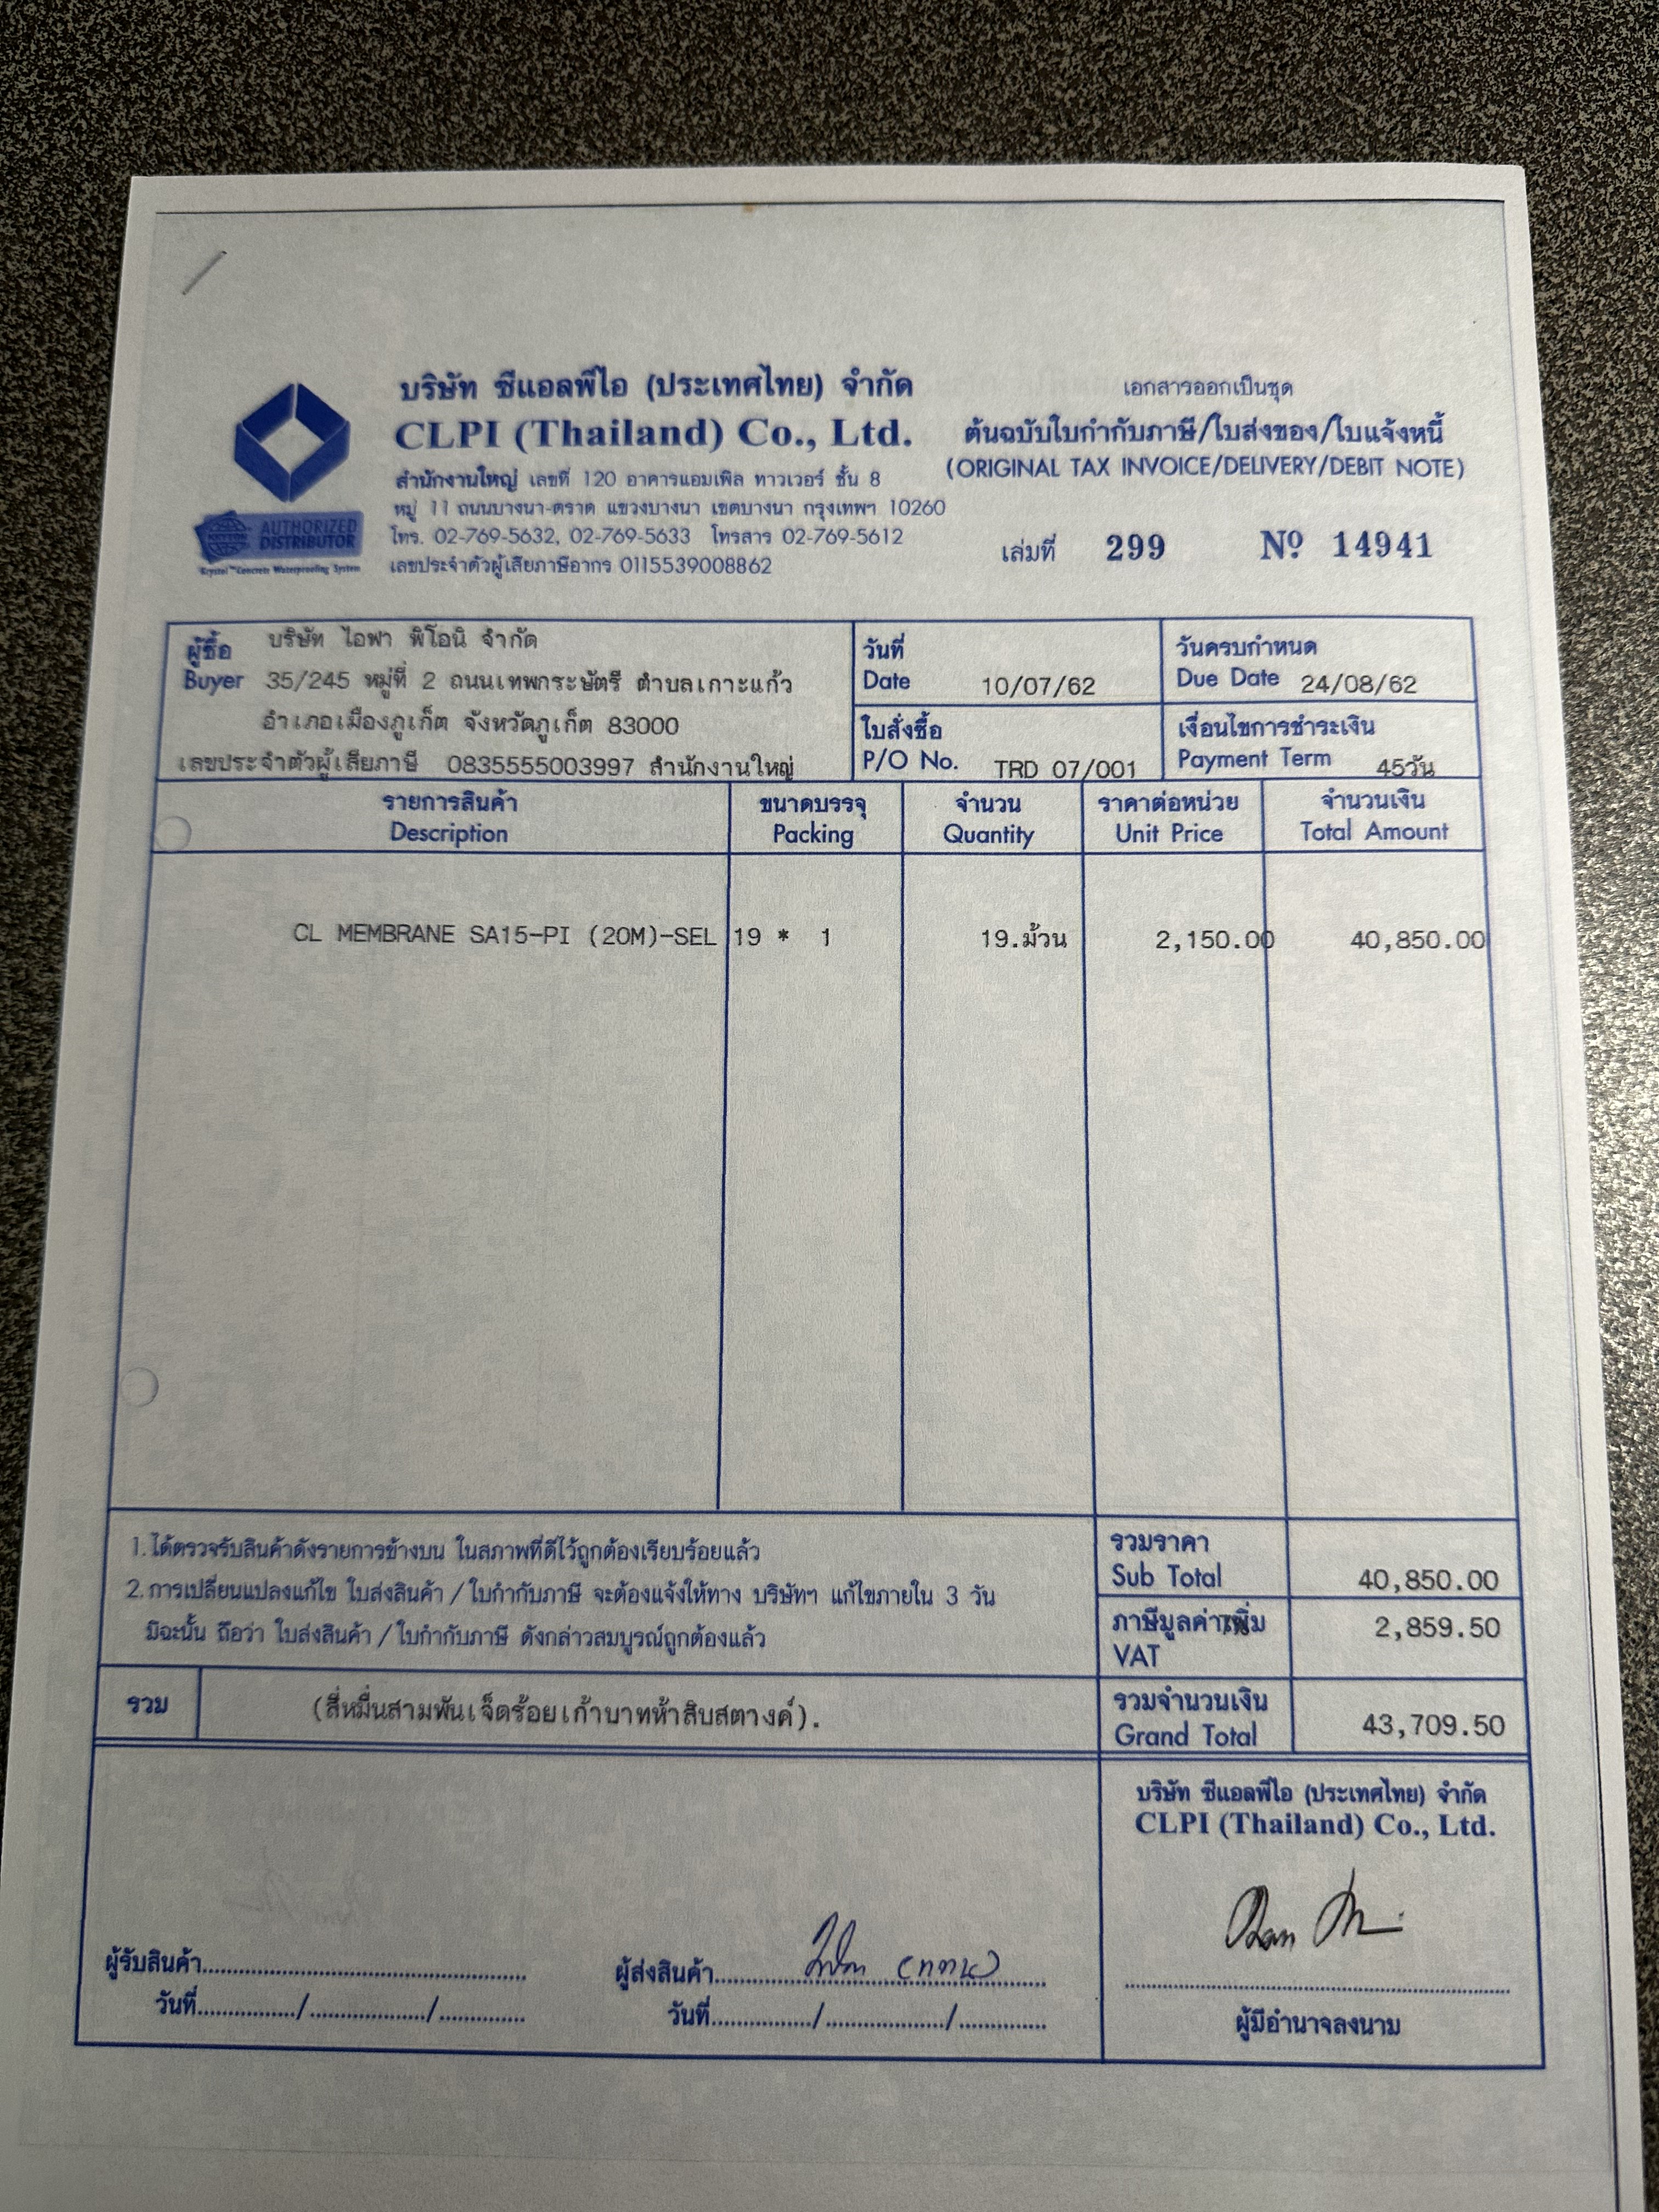 บริษัท ซีแอลพีไอ (ประเทศไทย) จำกัด
CLPI (Thailand) Co., Ltd.
สำนักงานใหญ่ เลขที่ 120 อาคารแอมเพิล ทาวเวอร์ ชั้น 8
หมู่ 11 ถนนบางนา-ตราด แขวงบางนา เขตบางนา กรุงเทพฯ 10260
โทร. 02-769-5632, 02-769-5633 โทรสาร 02-769-5612
เลขประจำตัวผู้เสียภาษีอากร 0115539008862
AUTHORIZED
DISTRIBUTOR
Krystol™ Concrete Waterproofing System
เอกสารออกเป็นชุด
ต้นฉบับใบกำกับภาษี/ใบส่งของ/ใบแจ้งหนี้
(ORIGINAL TAX INVOICE/DELIVERY/DEBIT NOTE)
เล่มที่ 299 Nº 14941
ผู้ซื้อ บริษัท ไอฟา พิโอนิ จำกัด
Buyer 35/245 หมู่ที่ 2 ถนนเทพกระษัตรี ตำบลเกาะแก้ว
อำเภอเมืองภูเก็ต จังหวัดภูเก็ต 83000
เลขประจำตัวผู้เสียภาษี 0835555003997 สำนักงานใหญ่
วันที่
Date 10/07/62
วันครบกำหนด
Due Date 24/08/62
ใบสั่งซื้อ
P/O No. TRD 07/001
เงื่อนไขการชำระเงิน
Payment Term 45วัน
รายการสินค้า ขนาดบรรจุ จำนวน ราคาต่อหน่วย จำนวนเงิน
Description Packing Quantity Unit Price Total Amount
CL MEMBRANE SA15-PI (20M)-SEL 19 * 1 19.ม้วน 2,150.00 40,850.00
1. ได้ตรวจรับสินค้าดังรายการข้างบน ในสภาพที่ดีไว้ถูกต้องเรียบร้อยแล้ว
2. การเปลี่ยนแปลงแก้ไข ใบส่งสินค้า / ใบกำกับภาษี จะต้องแจ้งให้ทาง บริษัทฯ แก้ไขภายใน 3 วัน
มิฉะนั้น ถือว่า ใบส่งสินค้า / ใบกำกับภาษี ดังกล่าวสมบูรณ์ถูกต้องแล้ว
รวมราคา
Sub Total 40,850.00
ภาษีมูลค่าเพิ่ม 7%
VAT 2,859.50
รวม (สี่หมื่นสามพันเจ็ดร้อยเก้าบาทห้าสิบสตางค์).
รวมจำนวนเงิน
Grand Total 43,709.50
บริษัท ซีแอลพีไอ (ประเทศไทย) จำกัด
CLPI (Thailand) Co., Ltd.
ผู้รับสินค้า........................
วันที่............/............/............
ผู้ส่งสินค้า........................
วันที่............/............/............
ผู้มีอำนาจลงนาม